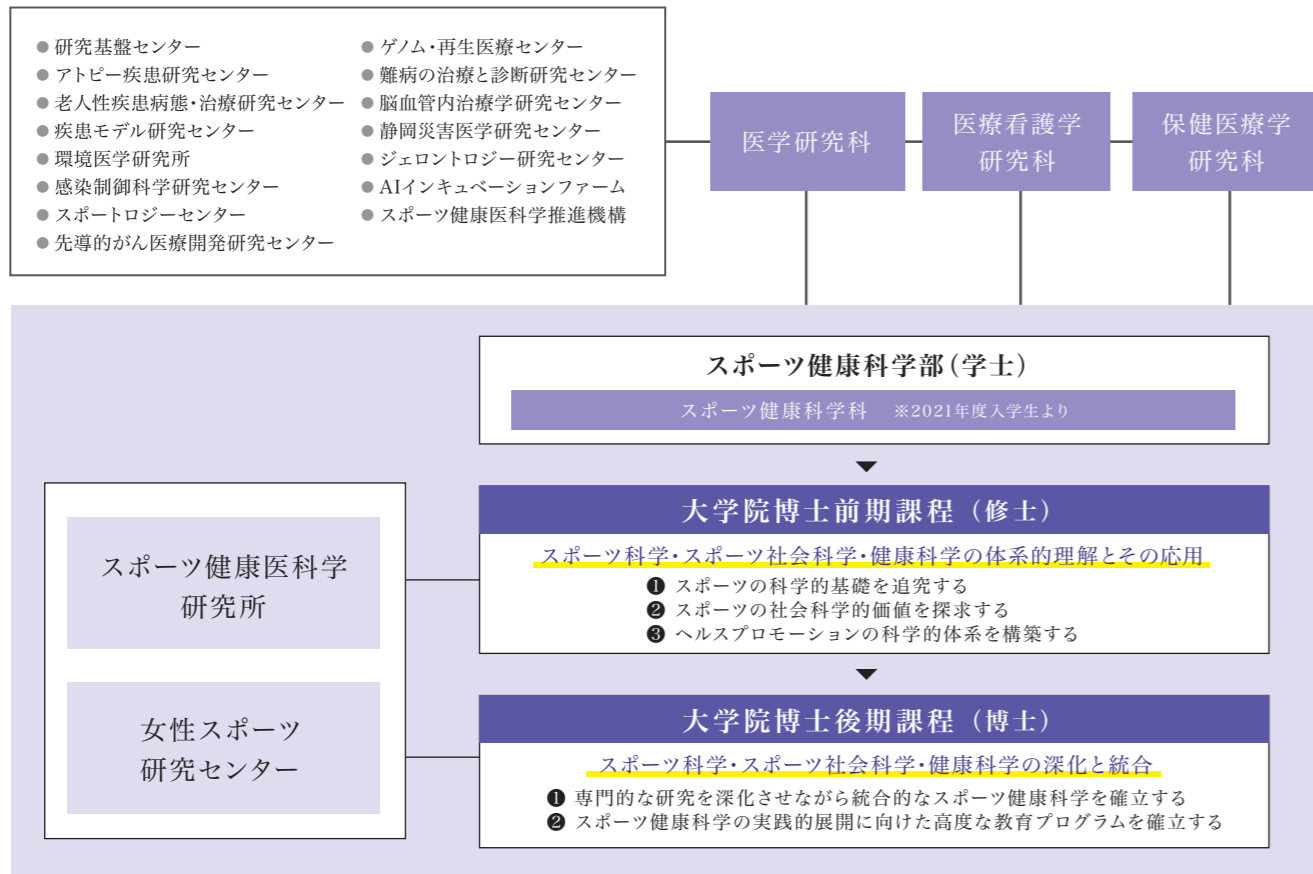 ● 研究基盤センター
● アトピー疾患研究センター
● 老人性疾患病態・治療研究センター
● 疾患モデル研究センター
● 環境医学研究所
● 感染制御科学研究センター
● スポートロジーセンター
● 先導的がん医療開発研究センター
● ゲノム・再生医療センター
● 難病の治療と診断研究センター
● 脳血管内治療学研究センター
● 静岡災害医学研究センター
● ジェロントロジー研究センター
● AIインキュベーションファーム
● スポーツ健康医科学推進機構
医学研究科
医療看護学
研究科
保健医療学
研究科
スポーツ健康科学部(学士)
スポーツ健康科学科 ※2021年度入学生より
スポーツ健康医科学
研究所
女性スポーツ
研究センター
大学院博士前期課程(修士)
スポーツ科学・スポーツ社会科学・健康科学の体系的理解とその応用
❶ スポーツの科学的基礎を追究する
❷ スポーツの社会科学的価値を探求する
❸ ヘルスプロモーションの科学的体系を構築する
大学院博士後期課程(博士)
スポーツ科学・スポーツ社会科学・健康科学の深化と統合
❶ 専門的な研究を深化させながら統合的なスポーツ健康科学を確立する
❷ スポーツ健康科学の実践的展開に向けた高度な教育プログラムを確立する